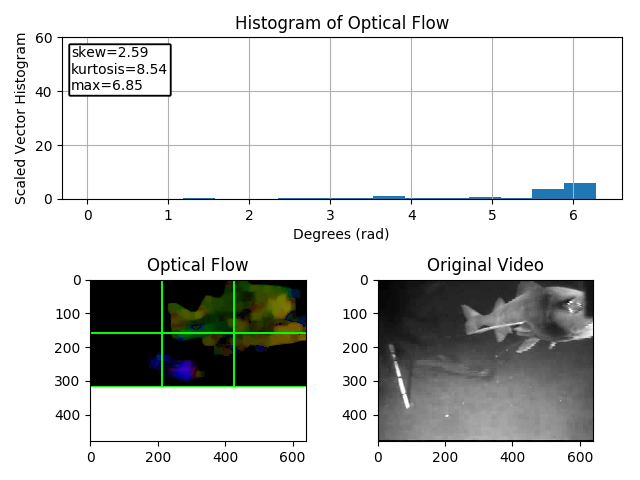 Histogram of Optical Flow
Scaled Vector Histogram
60
40
20
0
skew=2.59
kurtosis=8.54
max=6.85
0 1 2 3 4 5 6
Degrees (rad)
Optical Flow
0
100
200
300
400
0 200 400 600
Original Video
0
100
200
300
400
0 200 400 600